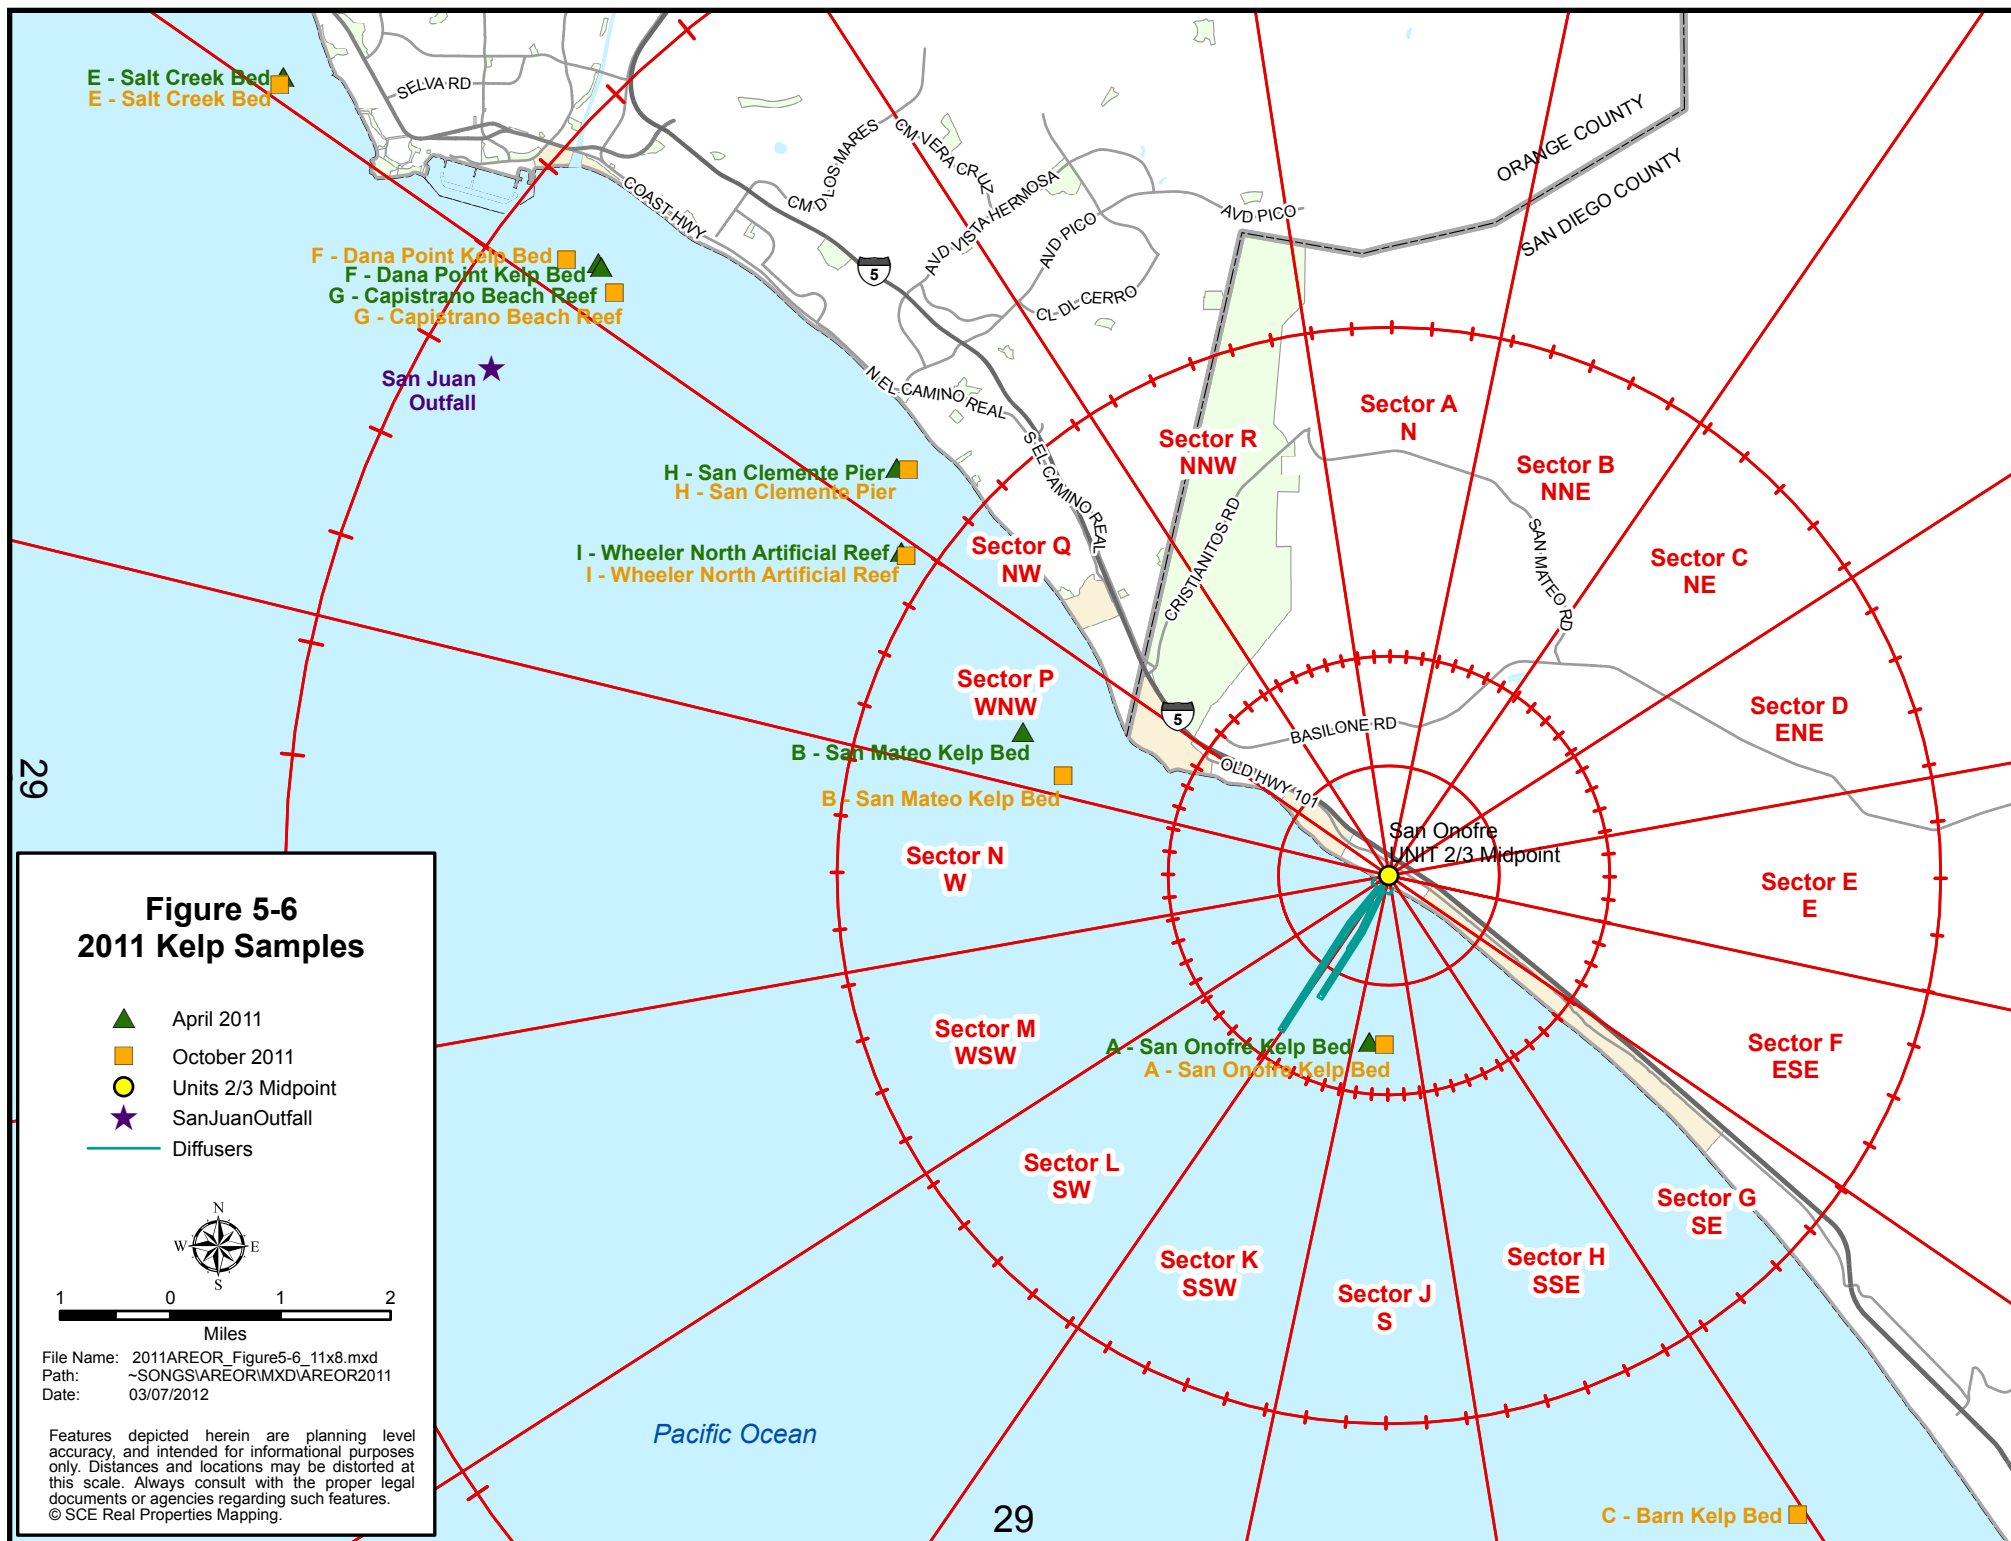 E - Salt Creek Bed
E - Salt Creek Bed
SELVA RD
COAST HWY
CM D LOS MARES
CM VERA CRUZ
AVD VISTA HERMOSA
AVD PICO
AVD PICO
CL DL CERRO
ORANGE COUNTY
SAN DIEGO COUNTY
5
F - Dana Point Kelp Bed
F - Dana Point Kelp Bed
G - Capistrano Beach Reef
G - Capistrano Beach Reef
San Juan
Outfall
N EL CAMINO REAL
S EL CAMINO REAL
H - San Clemente Pier
H - San Clemente Pier
I - Wheeler North Artificial Reef
I - Wheeler North Artificial Reef
Sector R
NNW
Sector A
N
Sector B
NNE
Sector Q
NW
Sector C
NE
CRISTIANITOS RD
SAN MATEO RD
Sector P
WNW
Sector D
ENE
5
BASILONE RD
OLD HWY 101
B - San Mateo Kelp Bed
B - San Mateo Kelp Bed
29
San Onofre
UNIT 2/3 Midpoint
Sector N
W
Sector E
E
Sector M
WSW
Sector F
ESE
A - San Onofre Kelp Bed
A - San Onofre Kelp Bed
Sector L
SW
Sector G
SE
Sector K
SSW
Sector J
S
Sector H
SSE
Pacific Ocean
29
C - Barn Kelp Bed
Figure 5-6
2011 Kelp Samples
April 2011
October 2011
Units 2/3 Midpoint
SanJuanOutfall
Diffusers
N
W E
S
1 0 1 2
Miles
File Name: 2011AREOR_Figure5-6_11x8.mxd
Path: ~SONGS\AREOR\MXD\AREOR2011
Date: 03/07/2012
Features depicted herein are planning level
accuracy, and intended for informational purposes
only. Distances and locations may be distorted at
this scale. Always consult with the proper legal
documents or agencies regarding such features.
© SCE Real Properties Mapping.